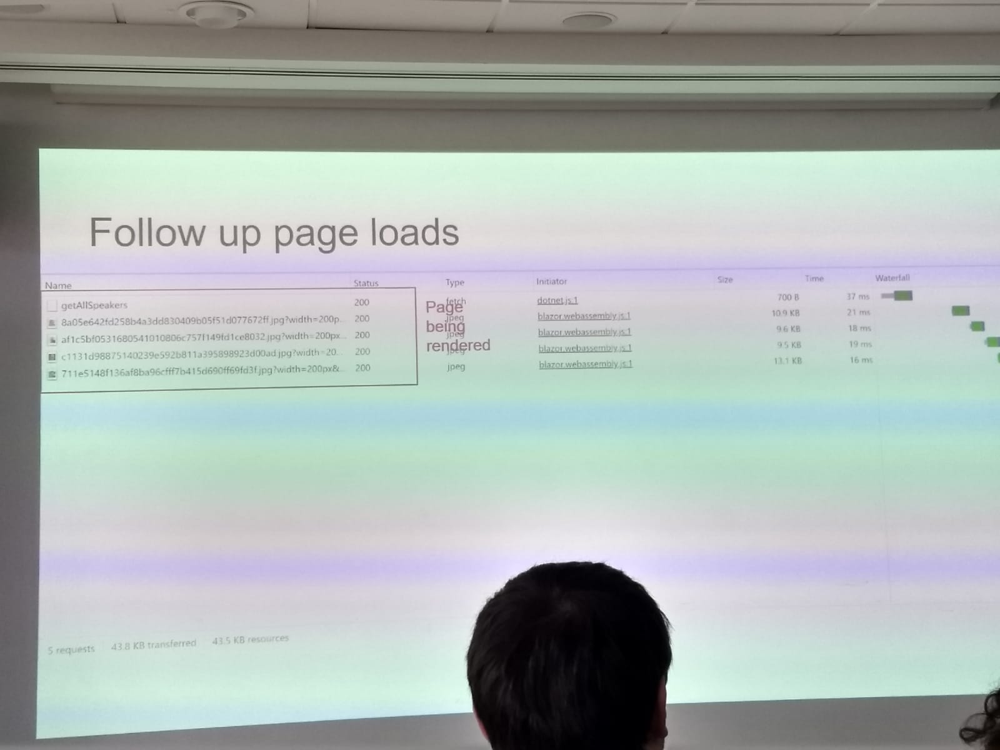 Follow up page loads
Name Status Type Initiator Size Time Waterfall
getAllSpeakers 200 fetch dotnet.js:1 700 B 37 ms
8a05e642fd258b4a3dd830409b05f51d077672ff.jpg?width=200p... 200 jpeg blazor.webassembly.js:1 10.9 KB 21 ms
af1c5bf0531680541010806c757f149fd1ce8032.jpg?width=200px... 200 jpeg blazor.webassembly.js:1 9.6 KB 18 ms
c1131d98875140239e592b811a395898923d00ad.jpg?width=20... 200 jpeg blazor.webassembly.js:1 9.5 KB 19 ms
711e5148f136af8ba96cfff7b415d690ff69fd3f.jpg?width=200px&... 200 jpeg blazor.webassembly.js:1 13.1 KB 16 ms
Page
being
rendered
5 requests 43.8 KB transferred 43.5 KB resources